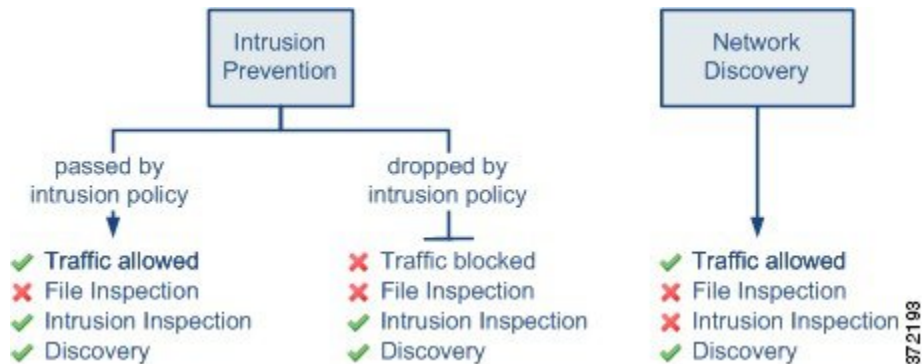 Intrusion
Prevention
Network
Discovery
passed by
intrusion policy
dropped by
intrusion policy
Traffic allowed
File Inspection
Intrusion Inspection
Discovery
Traffic blocked
File Inspection
Intrusion Inspection
Discovery
Traffic allowed
File Inspection
Intrusion Inspection
Discovery
372193